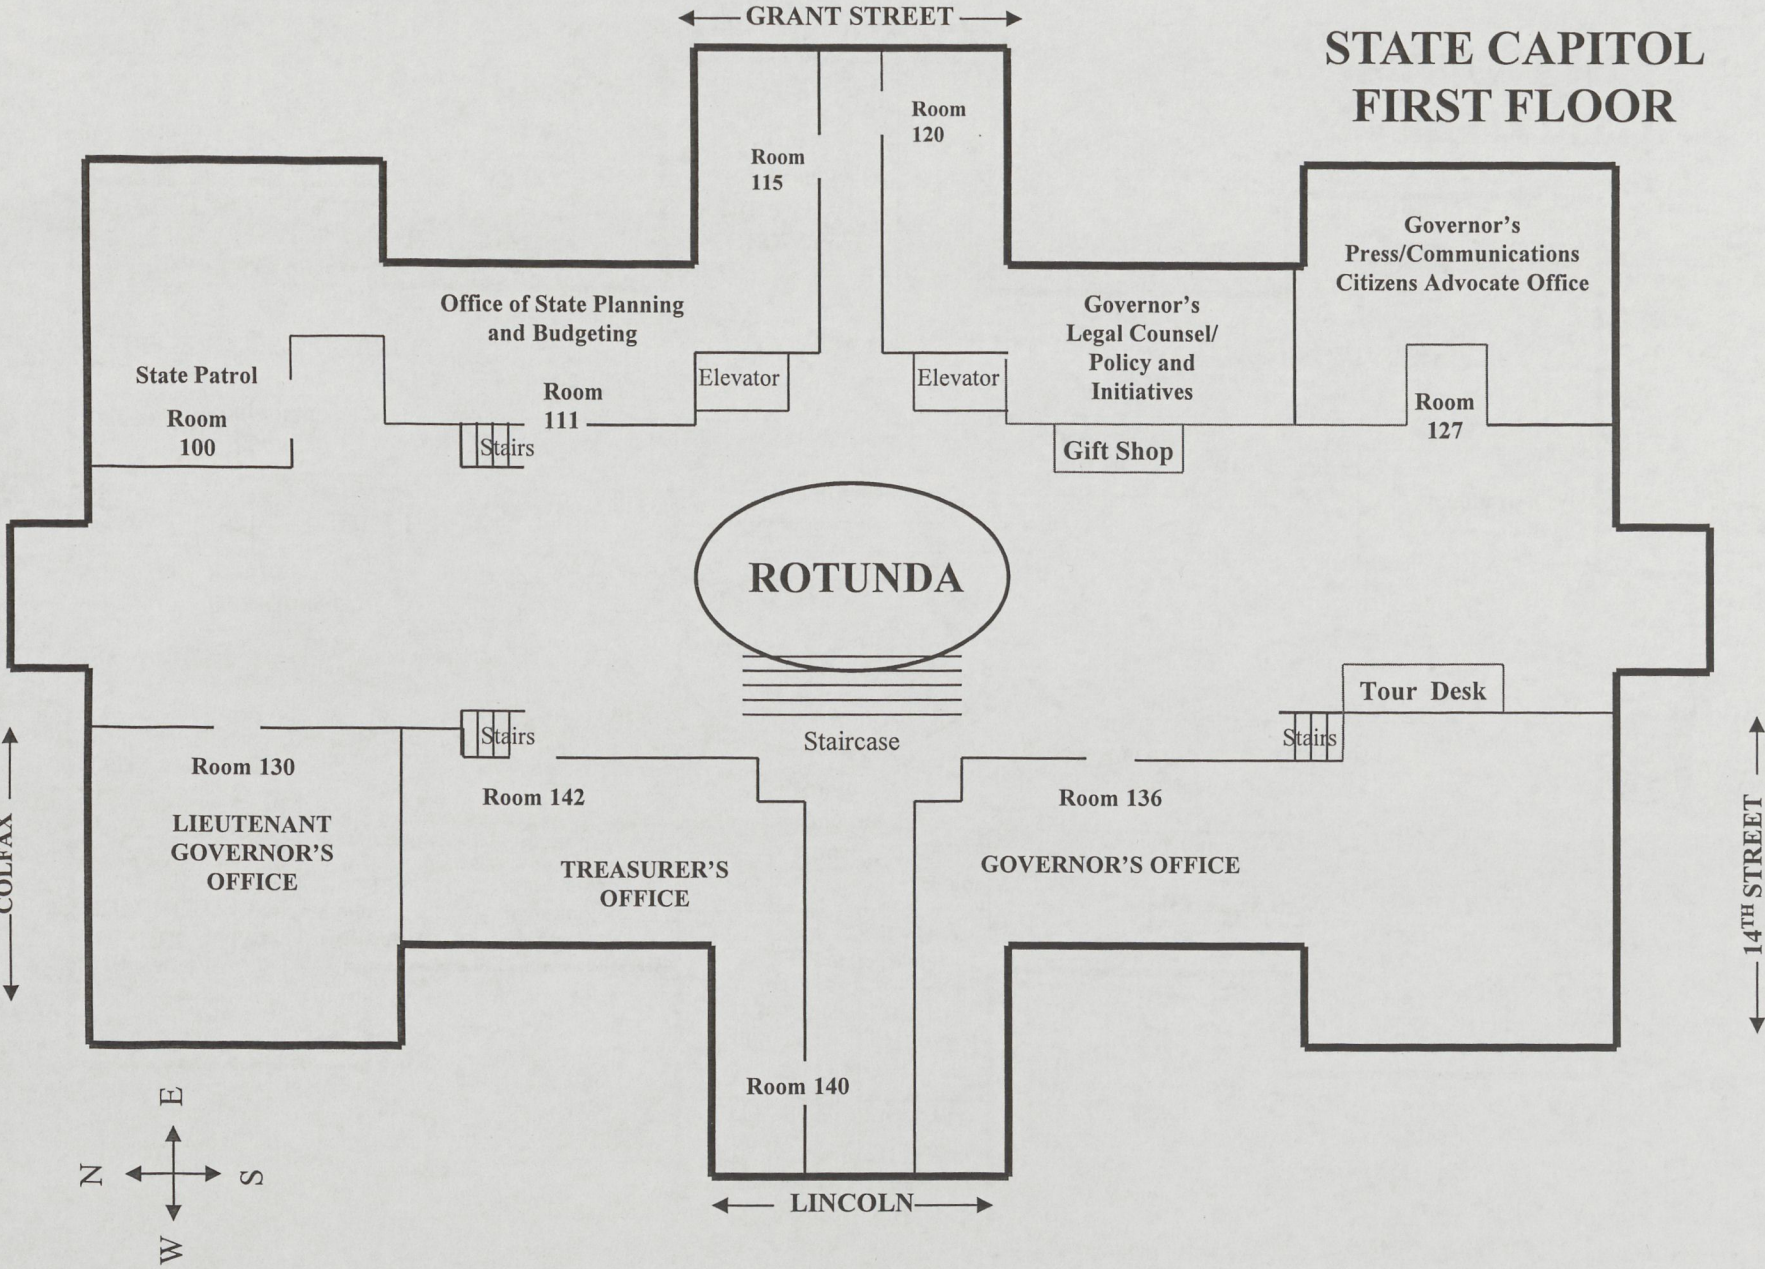 GRANT STREET
STATE CAPITOL
FIRST FLOOR
Room
120
Room
115
Governor's
Press/Communications
Citizens Advocate Office
Office of State Planning
and Budgeting
Governor's
Legal Counsel/
Policy and
Initiatives
State Patrol
Room
100
Room
111
Elevator
Elevator
Room
127
Stairs
Gift Shop
ROTUNDA
Tour Desk
Stairs
Staircase
Stairs
Room 130
Room 142
Room 136
LIEUTENANT
GOVERNOR'S
OFFICE
TREASURER'S
OFFICE
GOVERNOR'S OFFICE
COLFAX
14TH STREET
Room 140
E
N
S
W
LINCOLN